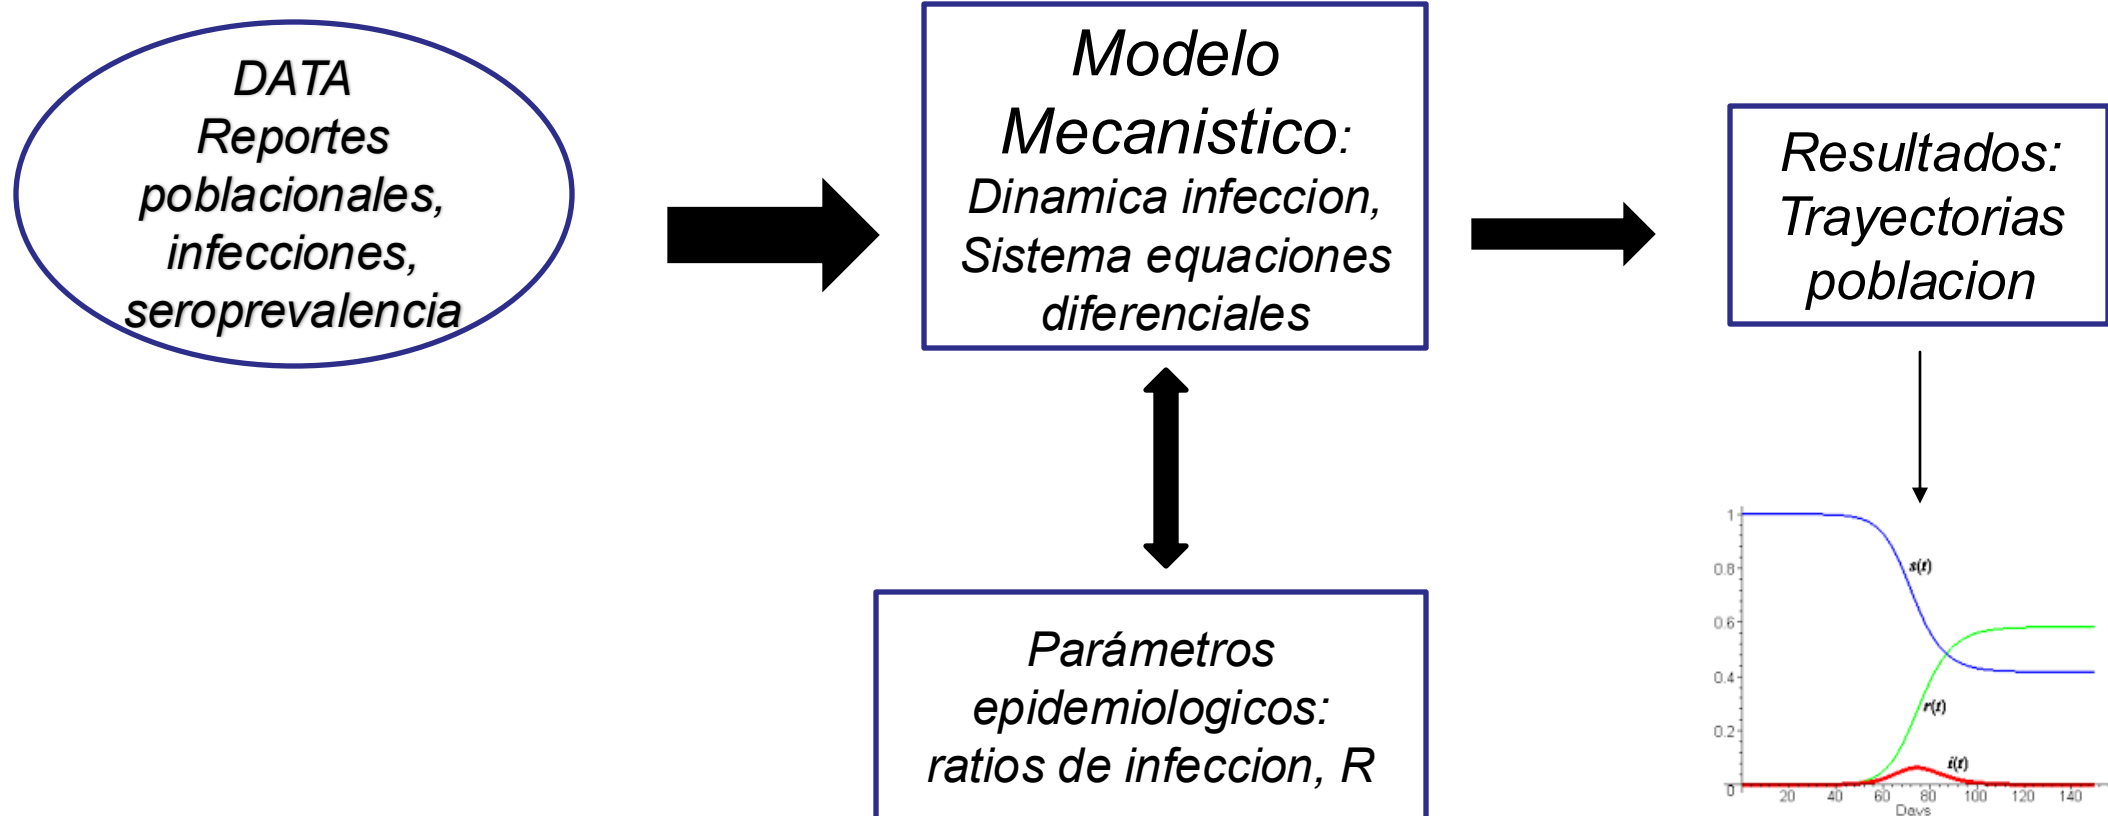 DATA
Reportes
poblacionales,
infecciones,
seroprevalencia
Modelo
Mecanistico:
Dinamica infeccion,
Sistema equaciones
diferenciales
Resultados:
Trayectorias
poblacion
Parámetros
epidemiologicos:
ratios de infeccion, R
1
0.8
0.6
0.4
0.2
0
s(t)
r(t)
i(t)
20 40 60 80 100 120 140
Days